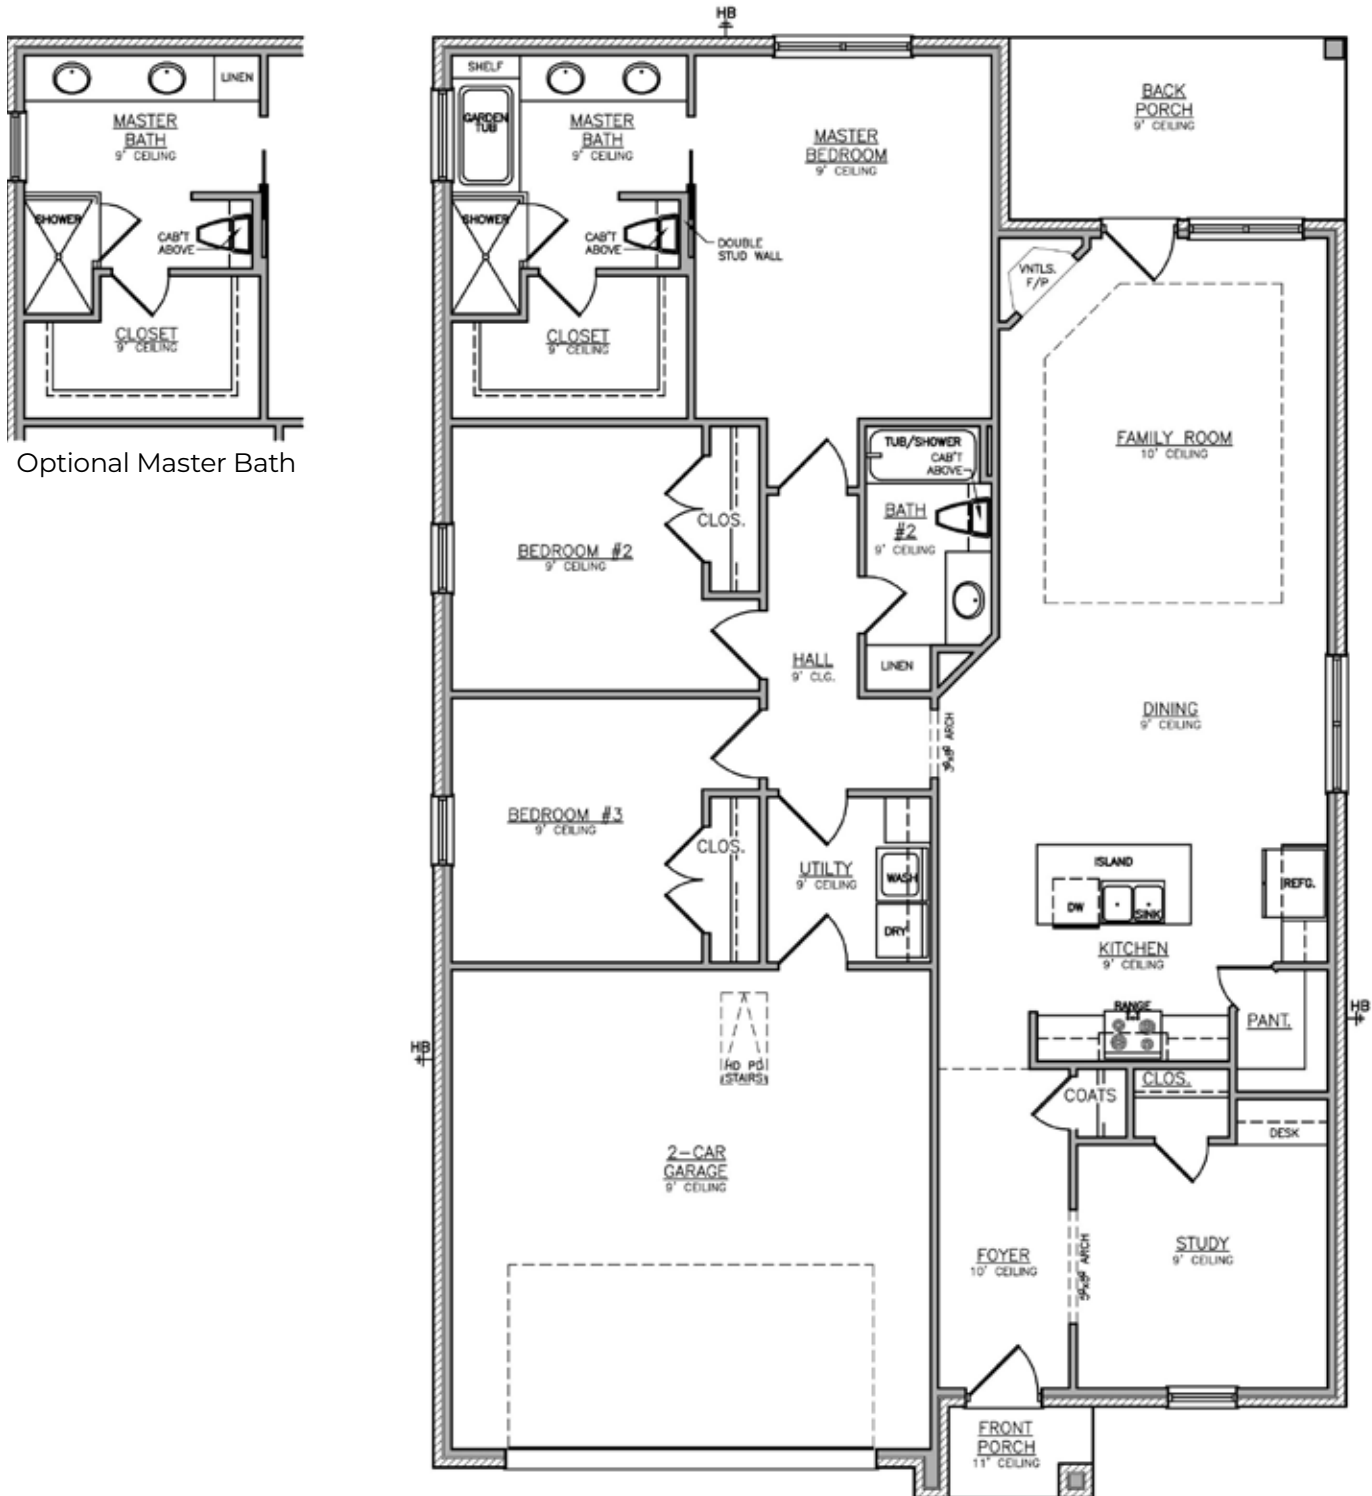 HB
LINEN
MASTER
BATH
9' CEILING
SHOWER
CAB'T
ABOVE
CLOSET
9' CEILING
Optional Master Bath
SHELF
GARDEN
TUB
MASTER
BATH
9' CEILING
SHOWER
CAB'T
ABOVE
DOUBLE
STUD WALL
CLOSET
9' CEILING
MASTER
BEDROOM
9' CEILING
BACK
PORCH
9' CEILING
VNTLS.
F/P
FAMILY ROOM
10' CEILING
TUB/SHOWER
CAB'T
ABOVE
BATH
#2
9' CEILING
CLOS.
BEDROOM #2
9' CEILING
HALL
9' CLG.
LINEN
DINING
9' CEILING
ARCH
BEDROOM #3
9' CEILING
CLOS.
UTILTY
9' CEILING
WASH
DRY
ISLAND
DW
SINK
REFG.
KITCHEN
9' CEILING
RANGE
PANT.
HB
HB
STAIRS
COATS
CLOS.
DESK
2-CAR
GARAGE
9' CEILING
FOYER
10' CEILING
ARCH
STUDY
9' CEILING
FRONT
PORCH
11' CEILING